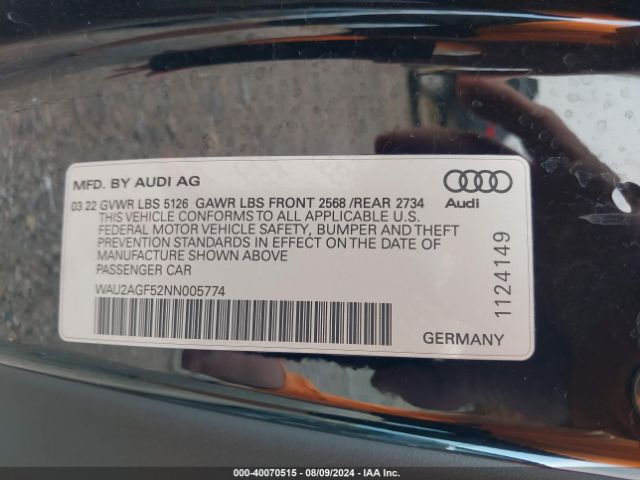 MFD. BY AUDI AG
Audi
03 22 GVWR LBS 5126 GAWR LBS FRONT 2568 /REAR 2734
THIS VEHICLE CONFORMS TO ALL APPLICABLE U.S.
FEDERAL MOTOR VEHICLE SAFETY, BUMPER AND THEFT
PREVENTION STANDARDS IN EFFECT ON THE DATE OF
MANUFACTURE SHOWN ABOVE
PASSENGER CAR
WAU2AGF52NN005774
1124149
GERMANY
000-40070515 - 08/09/2024 - IAA Inc.